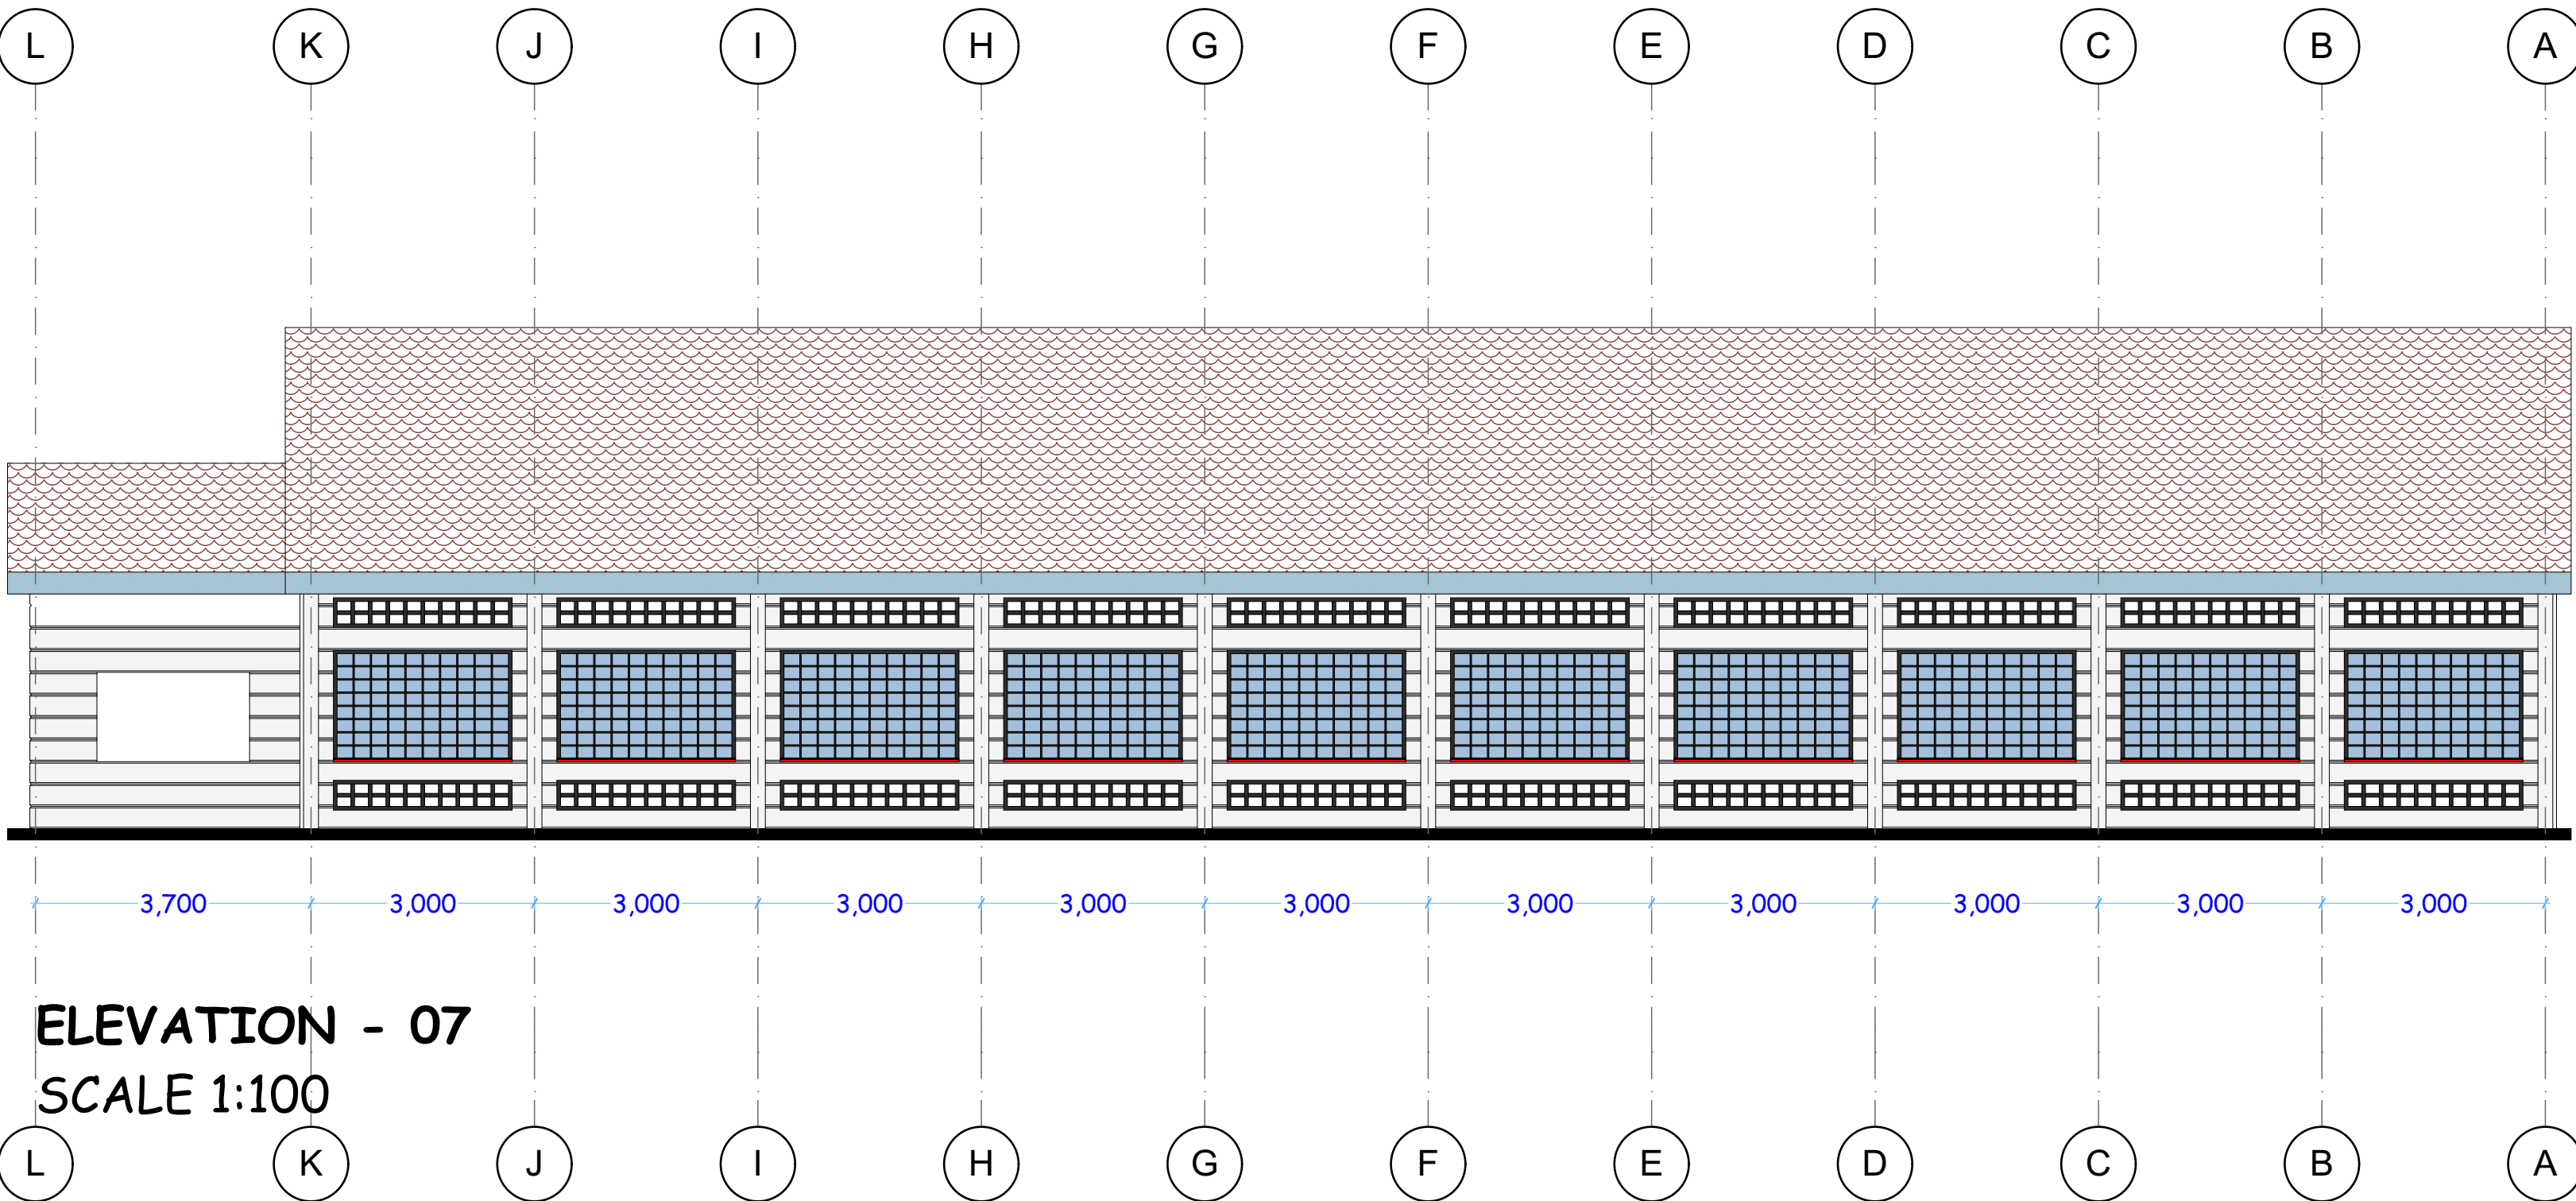 L K J I H G F E D C B A
3,700 3,000 3,000 3,000 3,000 3,000 3,000 3,000 3,000 3,000 3,000
ELEVATION - 07
SCALE 1:100
L K J I H G F E D C B A